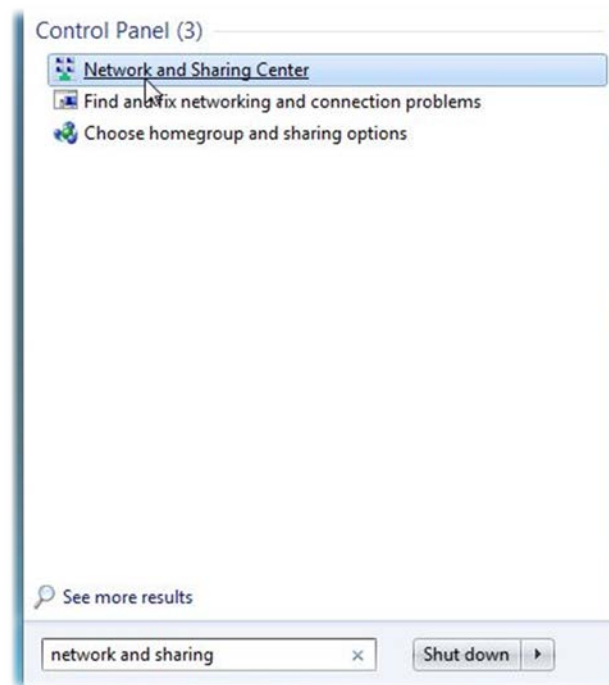 Control Panel (3)
Network and Sharing Center
Find and fix networking and connection problems
Choose homegroup and sharing options
See more results
network and sharing
Shut down